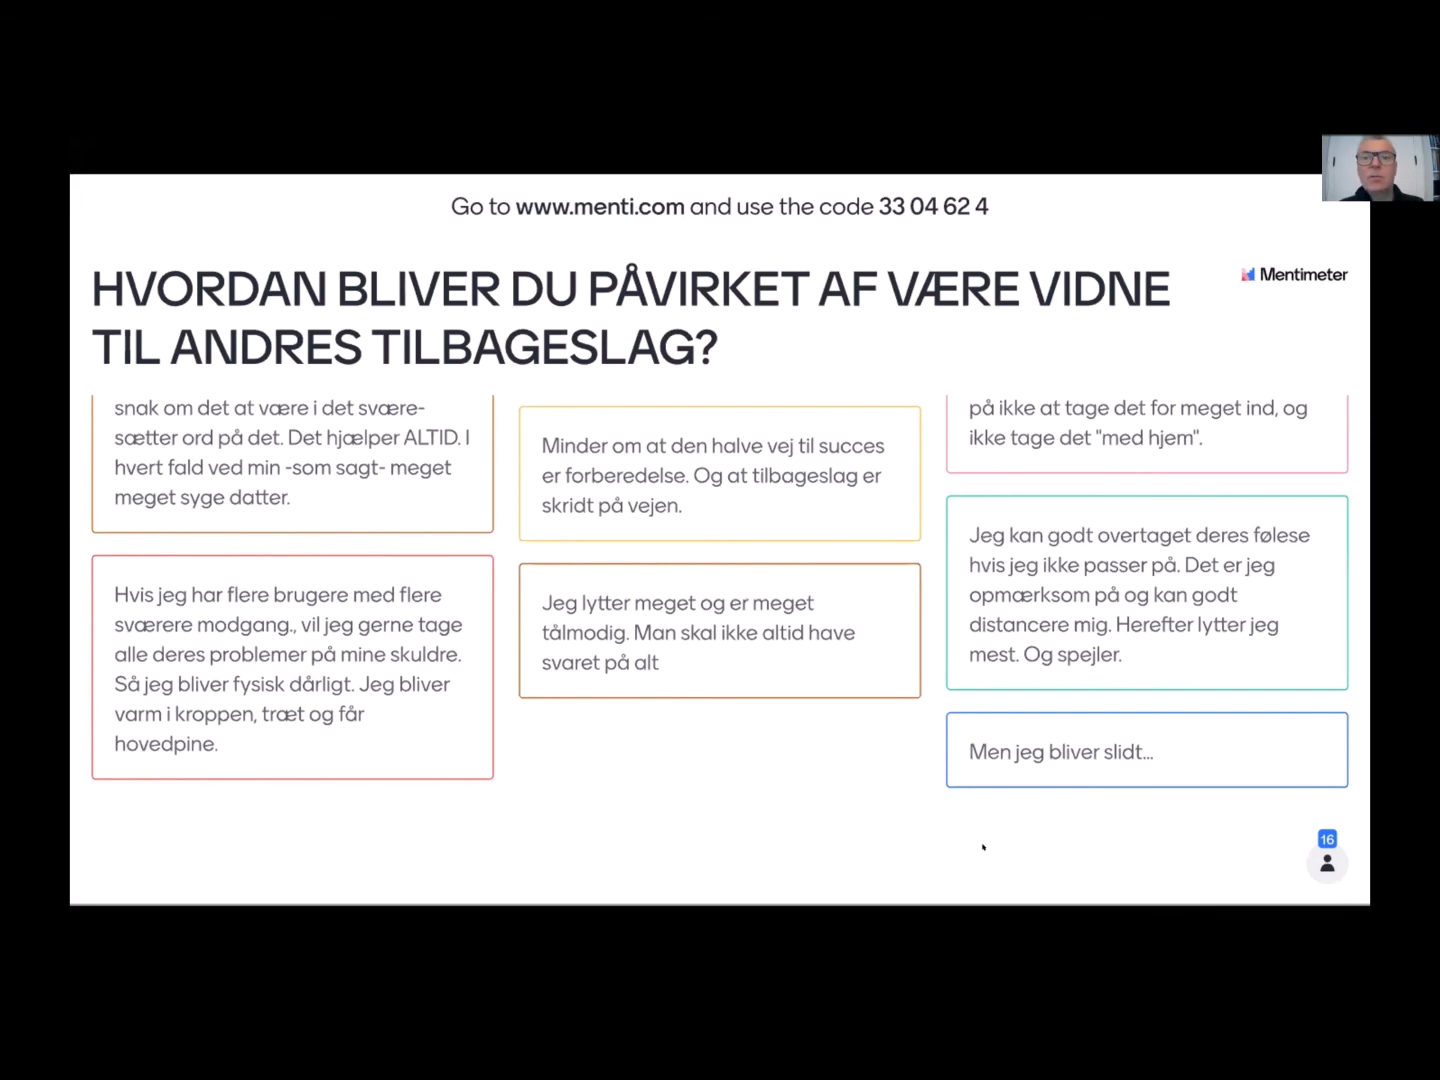 Go to www.menti.com and use the code 33 04 62 4
HVORDAN BLIVER DU PÅVIRKET AF VÆRE VIDNE
TIL ANDRES TILBAGESLAG?
Mentimeter
snak om det at være i det svære-
sætter ord på det. Det hjælper ALTID. I
hvert fald ved min -som sagt- meget
meget syge datter.
Hvis jeg har flere brugere med flere
sværere modgang., vil jeg gerne tage
alle deres problemer på mine skuldre.
Så jeg bliver fysisk dårligt. Jeg bliver
varm i kroppen, træt og får
hovedpine.
Minder om at den halve vej til succes
er forberedelse. Og at tilbageslag er
skridt på vejen.
Jeg lytter meget og er meget
tålmodig. Man skal ikke altid have
svaret på alt
på ikke at tage det for meget ind, og
ikke tage det "med hjem".
Jeg kan godt overtaget deres følese
hvis jeg ikke passer på. Det er jeg
opmærksom på og kan godt
distancere mig. Herefter lytter jeg
mest. Og spejler.
Men jeg bliver slidt...
16